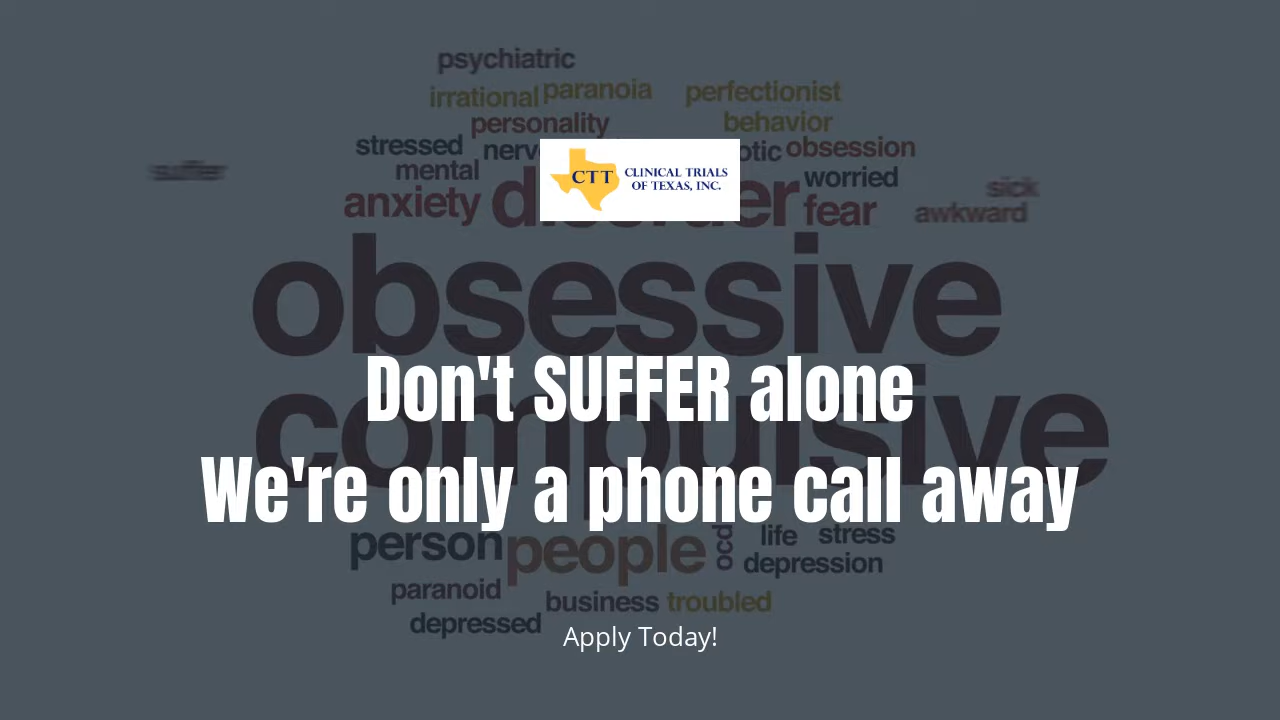 psychiatric
irrational paranoia perfectionist
personality behavior
stressed obsession
mental worried
suffer
anxiety fear
sick
awkward
CTT CLINICAL TRIALS
OF TEXAS, INC.
obsessive
compulsive
Don't SUFFER alone
We're only a phone call away
person people ocd life stress
depression
paranoid
business troubled
depressed
Apply Today!